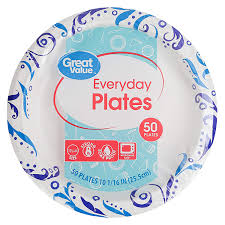 Great
Value
Everyday
Plates
50
PLATES
50 PLATES 10 1/16 IN (25.5cm)